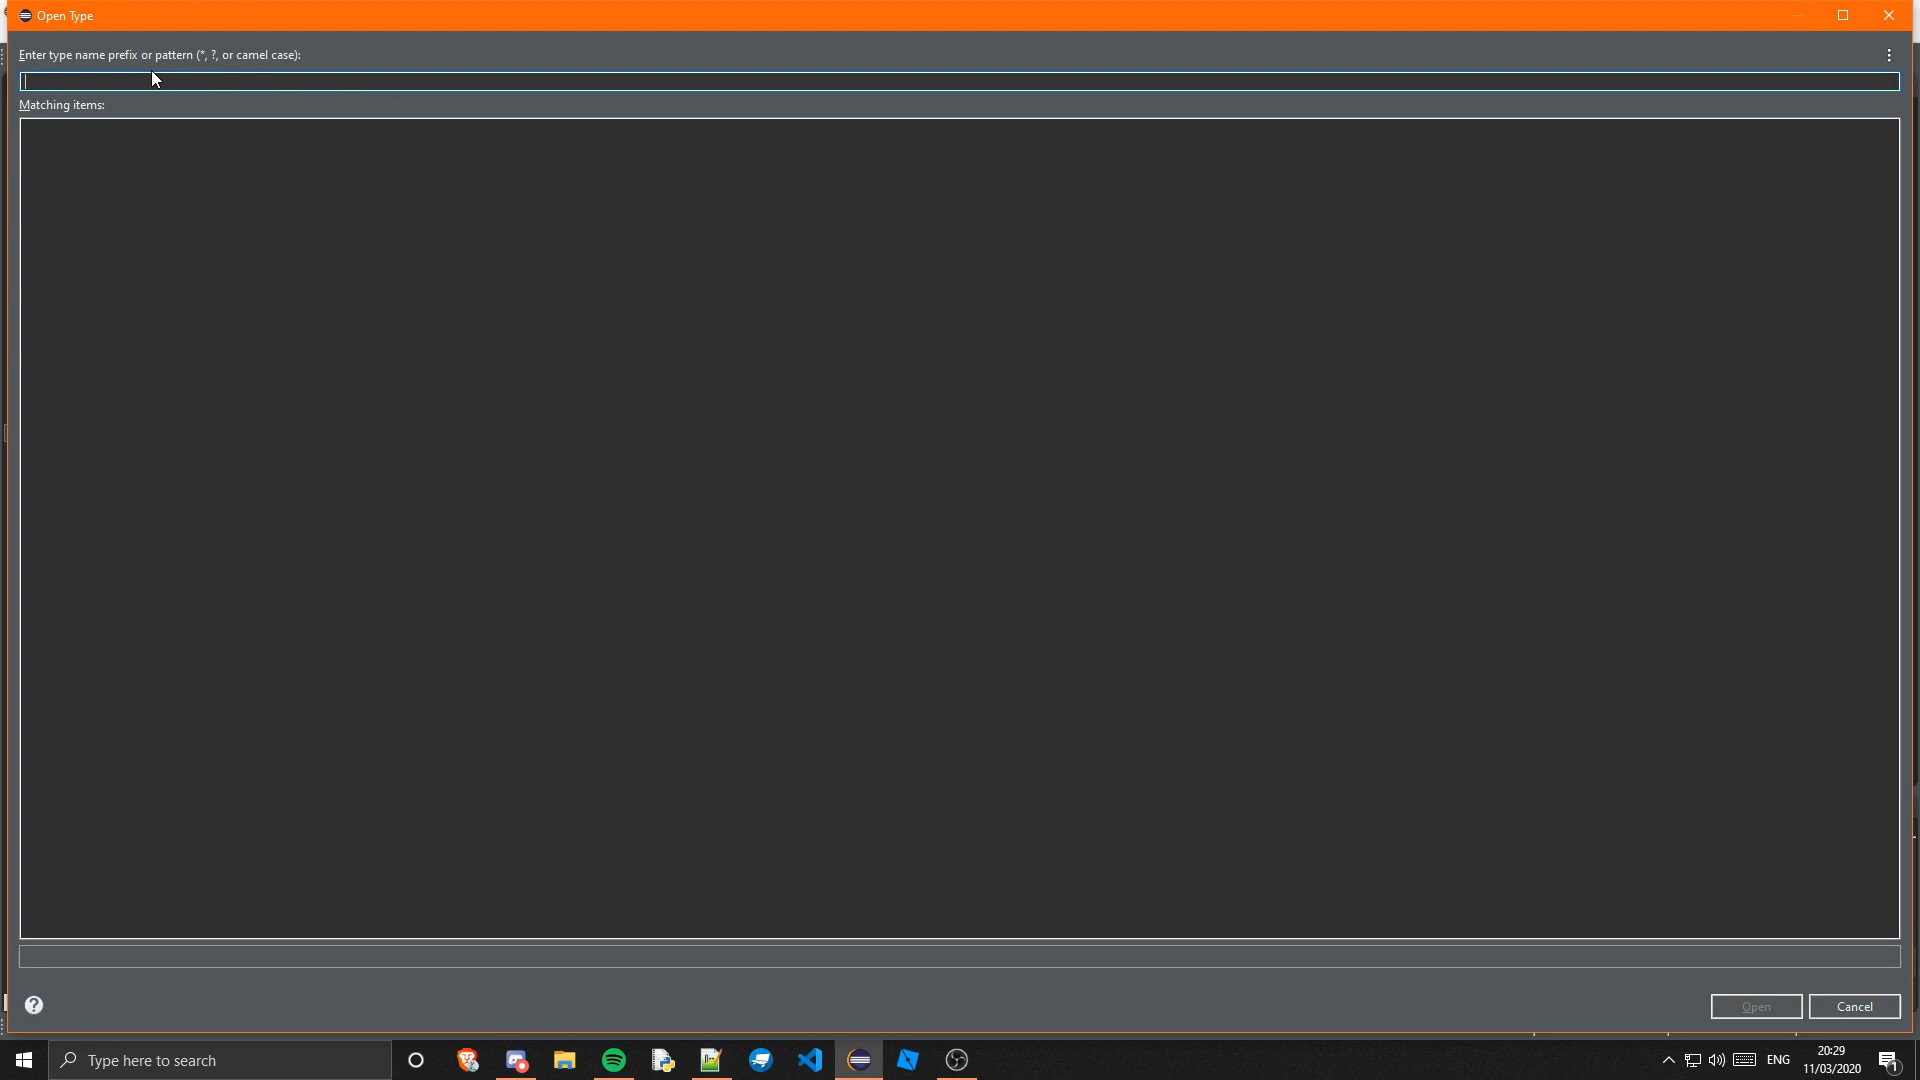 Open Type
Enter type name prefix or pattern (*, ?, or camel case):
Matching items:
Open
Cancel
Type here to search
ENG
20:29
11/03/2020
1